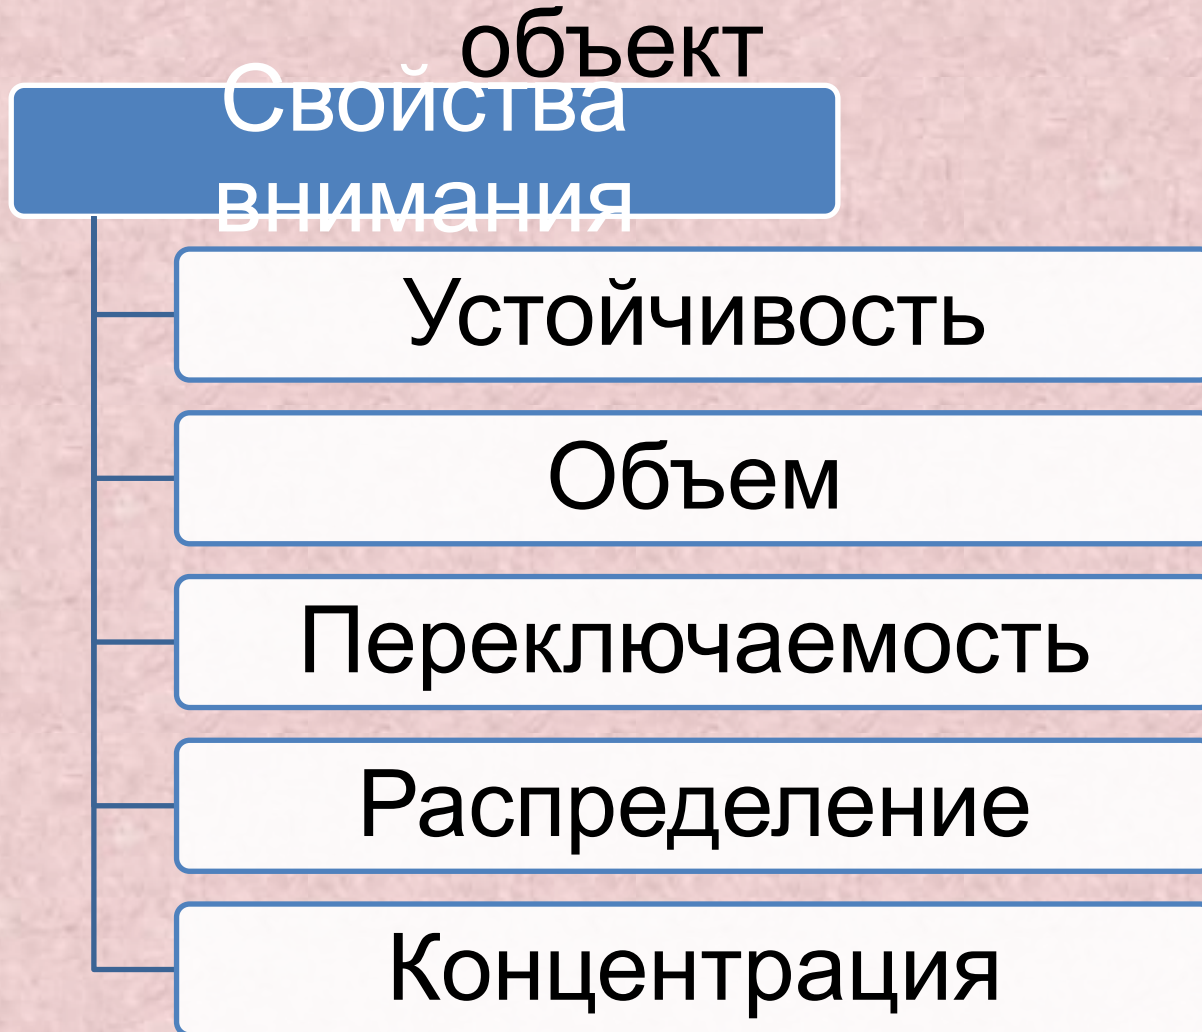 объект
Свойства
внимания
Устойчивость
Объем
Переключаемость
Распределение
Концентрация